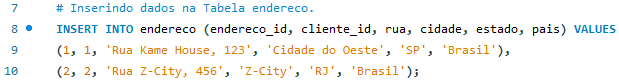 7 # Inserindo dados na Tabela endereco.
8 INSERT INTO endereco (endereco_id, cliente_id, rua, cidade, estado, pais) VALUES
9 (1, 1, 'Rua Kame House, 123', 'Cidade do Oeste', 'SP', 'Brasil'),
10 (2, 2, 'Rua Z-City, 456', 'Z-City', 'RJ', 'Brasil');